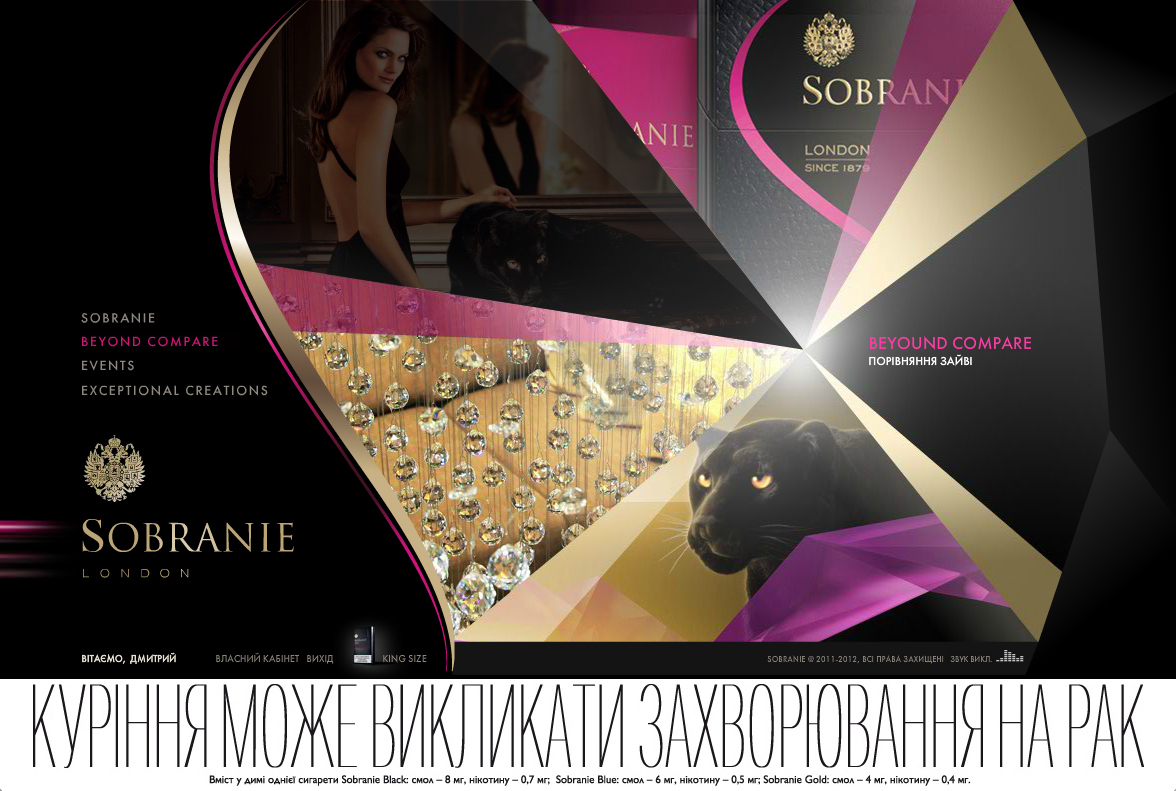 SOBRANIE
LONDON
SINCE 1879
ANIE
SOBRANIE
BEYOND COMPARE
EVENTS
EXCEPTIONAL CREATIONS
BEYOUND COMPARE
ПОРІВНЯННЯ ЗАЙВІ
SOBRANIE
LONDON
ВІТАЄМО, ДМИТРИЙ
ВЛАСНИЙ КАБІНЕТ ВИХІД
KING SIZE
SOBRANIE © 2011-2012, ВСІ ПРАВА ЗАХИЩЕНІ ЗВУК ВИКЛ.
КУРІННЯ МОЖЕ ВИКЛИКАТИ ЗАХВОРЮВАННЯ НА РАК
Вміст у димі однієї сигарети Sobranie Black: смол – 8 мг, нікотину – 0,7 мг; Sobranie Blue: смол – 6 мг, нікотину – 0,5 мг; Sobranie Gold: смол – 4 мг, нікотину – 0,4 мг.